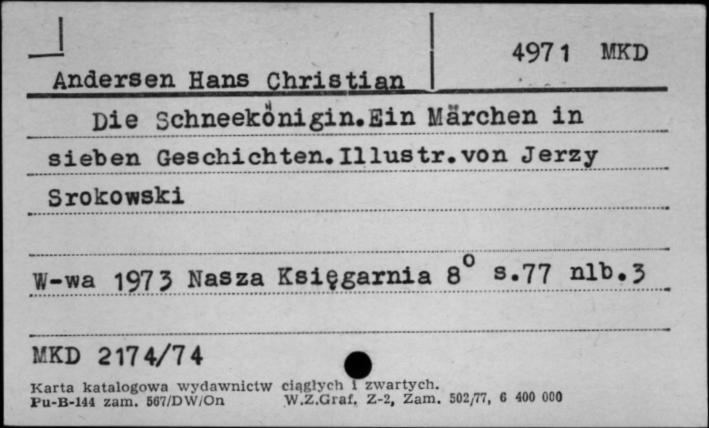 4971 MKD
Andersen Hans Christian
Die Schneekönigin.Ein Märchen in
sieben Geschichten.Illustr.von Jerzy
Srokowski
W-wa 1973 Nasza Księgarnia 8° s.77 nlb.3
MKD 2174/74
Karta katalogowa wydawnictw ciągłych i zwartych.
Pu-B-144 zam. 567/DW/On W.Z.Graf. Z-2, Zam. 502/77, 6 400 000